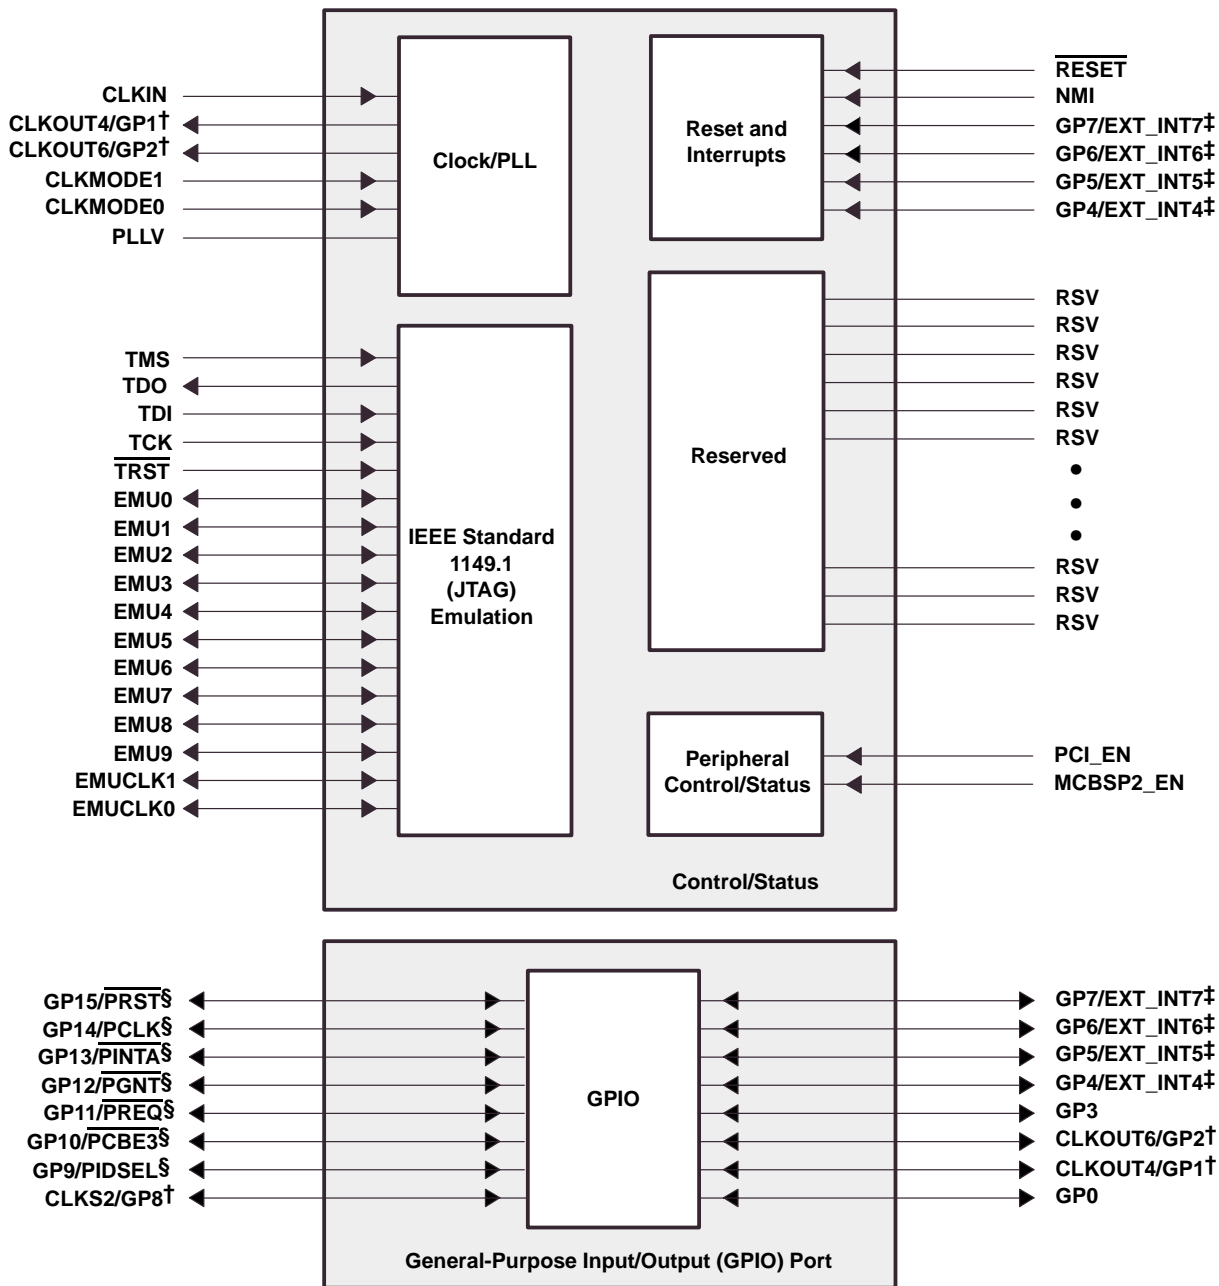 CLKIN
CLKOUT4/GP1†
CLKOUT6/GP2†
CLKMODE1
CLKMODE0
PLLV
Clock/PLL
Reset and
Interrupts
RESET
NMI
GP7/EXT_INT7‡
GP6/EXT_INT6‡
GP5/EXT_INT5‡
GP4/EXT_INT4‡
TMS
TDO
TDI
TCK
TRST
EMU0
EMU1
EMU2
EMU3
EMU4
EMU5
EMU6
EMU7
EMU8
EMU9
EMUCLK1
EMUCLK0
IEEE Standard
1149.1
(JTAG)
Emulation
Reserved
RSV
RSV
RSV
RSV
RSV
RSV
•
•
•
RSV
RSV
RSV
Peripheral
Control/Status
PCI_EN
MCBSP2_EN
Control/Status
GP15/PRST§
GP14/PCLK§
GP13/PINTA§
GP12/PGNT§
GP11/PREQ§
GP10/PCBE3§
GP9/PIDSEL§
CLKS2/GP8†
GPIO
GP7/EXT_INT7‡
GP6/EXT_INT6‡
GP5/EXT_INT5‡
GP4/EXT_INT4‡
GP3
CLKOUT6/GP2†
CLKOUT4/GP1†
GP0
General-Purpose Input/Output (GPIO) Port